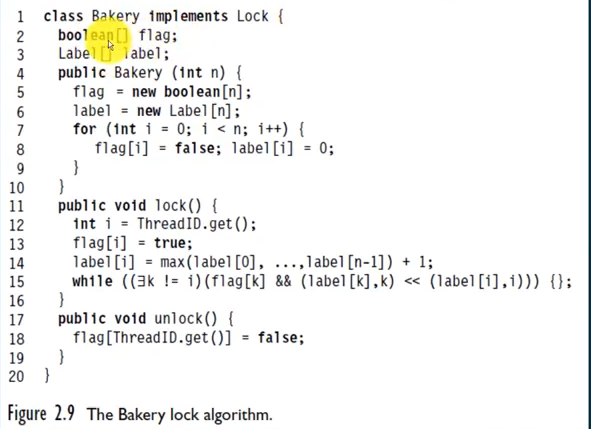 1 class Bakery implements Lock {
2 boolean[] flag;
3 Label[] label;
4 public Bakery (int n) {
5 flag = new boolean[n];
6 label = new Label[n];
7 for (int i = 0; i < n; i++) {
8 flag[i] = false; label[i] = 0;
9 }
10 }
11 public void lock() {
12 int i = ThreadID.get();
13 flag[i] = true;
14 label[i] = max(label[0], ...,label[n-1]) + 1;
15 while ((∃k != i)(flag[k] && (label[k],k) << (label[i],i))) {};
16 }
17 public void unlock() {
18 flag[ThreadID.get()] = false;
19 }
20 }
Figure 2.9 The Bakery lock algorithm.